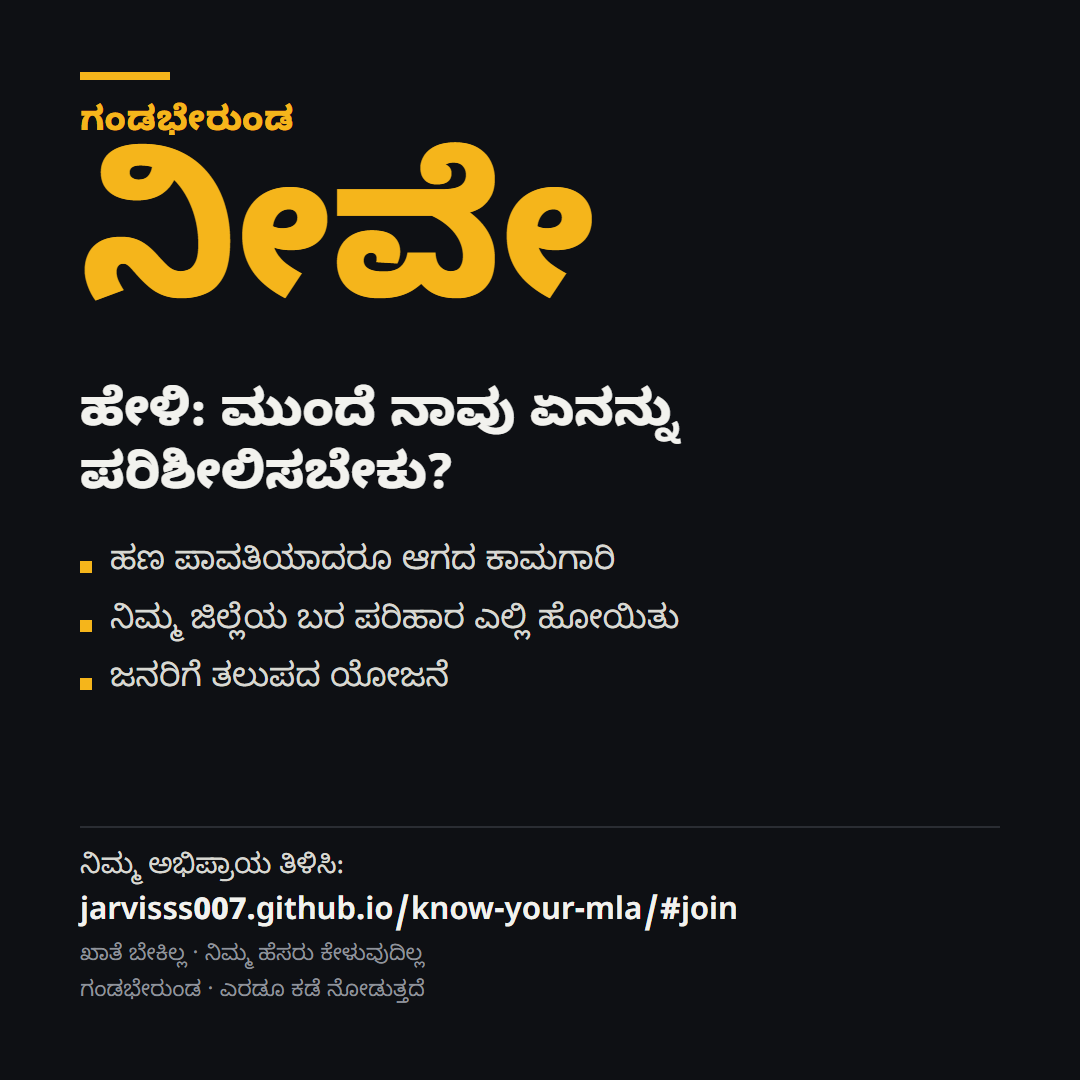 ಗಂಡಭೇರುಂಡ
ನೀವೇ
ಹೇಳಿ: ಮುಂದೆ ನಾವು ಏನನ್ನು
ಪರಿಶೀಲಿಸಬೇಕು?
ಹಣ ಪಾವತಿಯಾದರೂ ಆಗದ ಕಾಮಗಾರಿ
ನಿಮ್ಮ ಜಿಲ್ಲೆಯ ಬರ ಪರಿಹಾರ ಎಲ್ಲಿ ಹೋಯಿತು
ಜನರಿಗೆ ತಲುಪದ ಯೋಜನೆ
ನಿಮ್ಮ ಅಭಿಪ್ರಾಯ ತಿಳಿಸಿ:
jarvisss007.github.io/know-your-mla/#join
ಖಾತೆ ಬೇಕಿಲ್ಲ · ನಿಮ್ಮ ಹೆಸರು ಕೇಳುವುದಿಲ್ಲ
ಗಂಡಭೇರುಂಡ · ಎರಡೂ ಕಡೆ ನೋಡುತ್ತದೆ